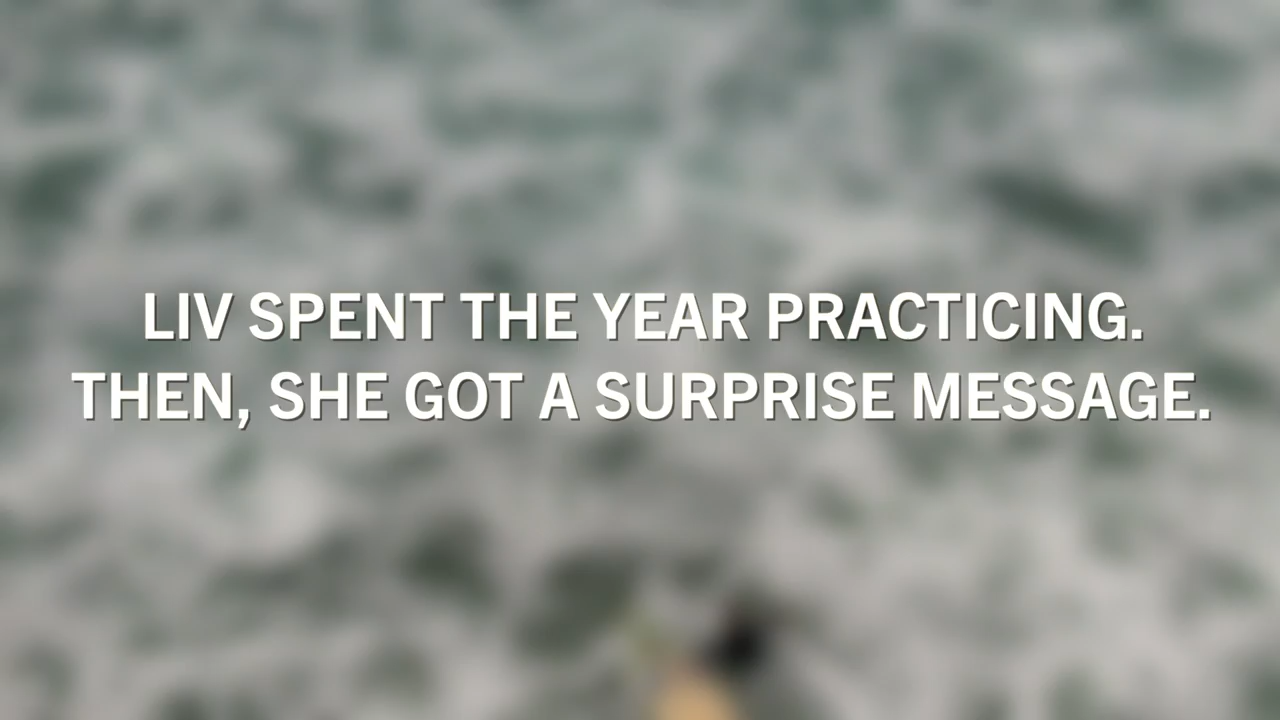 LIV SPENT THE YEAR PRACTICING.
THEN, SHE GOT A SURPRISE MESSAGE.